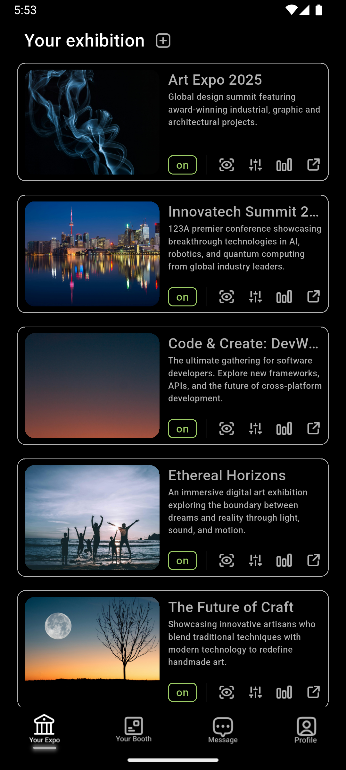 5:53
Your exhibition
Art Expo 2025
Global design summit featuring
award-winning industrial, graphic and
architectural projects.
on
Innovatech Summit 2...
123A premier conference showcasing
breakthrough technologies in AI,
robotics, and quantum computing
from global industry leaders.
on
Code & Create: DevW...
The ultimate gathering for software
developers. Explore new frameworks,
APIs, and the future of cross-platform
development.
on
Ethereal Horizons
An immersive digital art exhibition
exploring the boundary between
dreams and reality through light,
sound, and motion.
on
The Future of Craft
Showcasing innovative artisans who
blend traditional techniques with
modern technology to redefine
handmade art.
on
Your Expo
Your Booth
Message
Profile